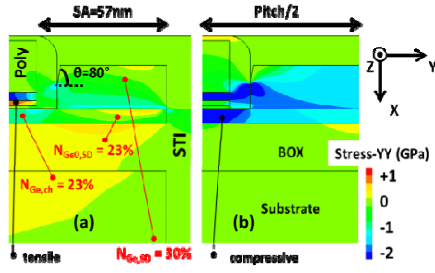 SA=57nm
Pitch/2
Poly
θ=80°
Z
Y
X
N_Ge0,SD = 23%
STI
N_Ge,ch = 23%
BOX
Stress-YY (GPa)
+1
0
-1
-2
(a)
(b)
Substrate
N_Ge,SD = 30%
tensile
compressive